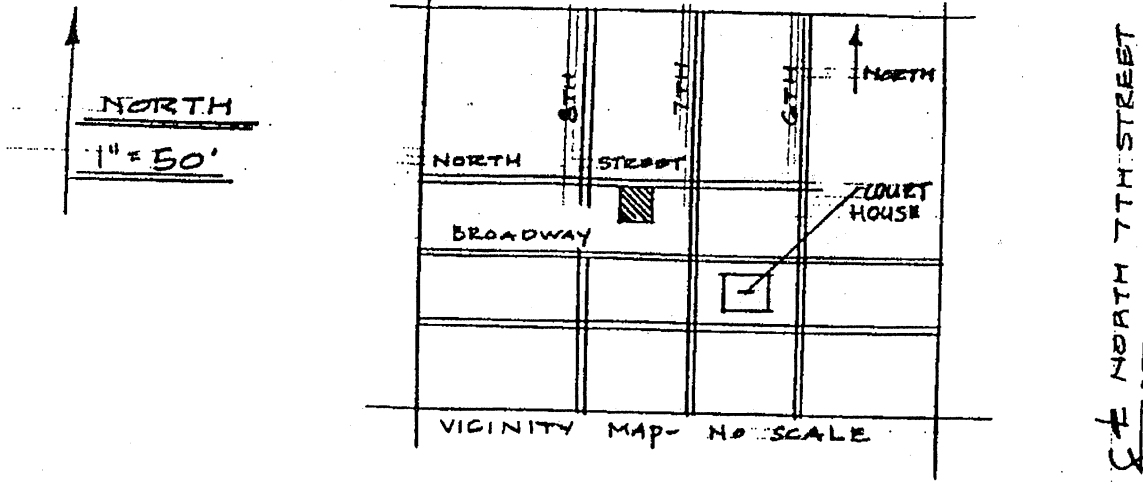 NORTH
1" = 50'
8TH
7TH
6TH
NORTH
NORTH STREET
COURT
HOUSE
BROADWAY
VICINITY MAP- NO SCALE
℄ NORTH 7TH STREET